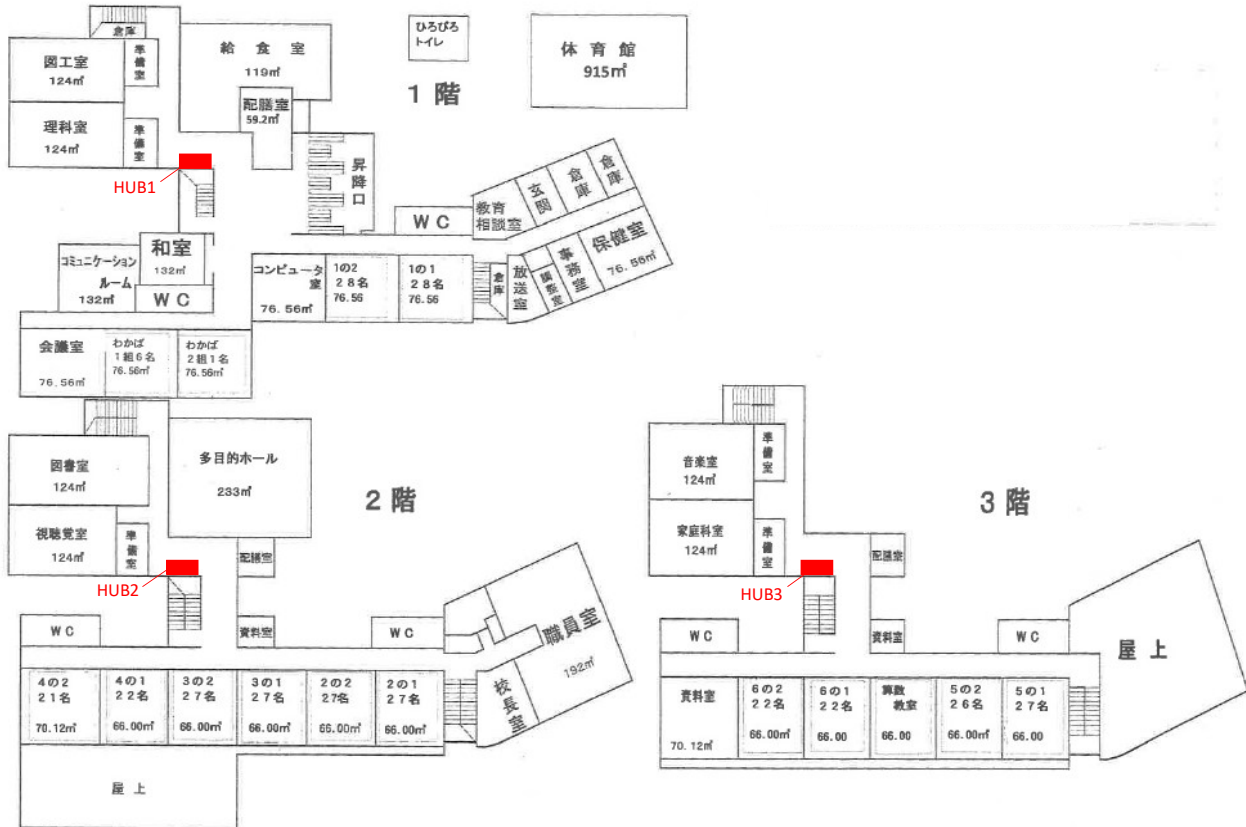 倉庫
図工室
124㎡
準備室
給食室
119㎡
ひろびろ
トイレ
体育館
915㎡
1階
配膳室
59.2㎡
理科室
124㎡
準備室
HUB1
昇降口
WC
教育
相談室
玄関
倉庫
倉庫
和室
132㎡
コミュニケーション
ルーム
132㎡
WC
コンピュータ
室
76.56㎡
1の2
28名
76.56
1の1
28名
76.56
倉庫
放送室
調整室
事務室
保健室
76.56㎡
会議室
76.56㎡
わかば
1組6名
76.56㎡
わかば
2組1名
76.56㎡
図書室
124㎡
多目的ホール
233㎡
2階
視聴覚室
124㎡
準備室
HUB2
配膳室
WC
資料室
WC
職員室
192㎡
校長室
4の2
21名
70.12㎡
4の1
22名
66.00㎡
3の2
27名
66.00㎡
3の1
27名
66.00㎡
2の2
27名
66.00㎡
2の1
27名
66.00㎡
屋上
音楽室
124㎡
準備室
3階
家庭科室
124㎡
準備室
HUB3
配膳室
WC
資料室
WC
屋上
資料室
70.12㎡
6の2
22名
66.00㎡
6の1
22名
66.00
算数
教室
66.00
5の2
26名
66.00㎡
5の1
27名
66.00